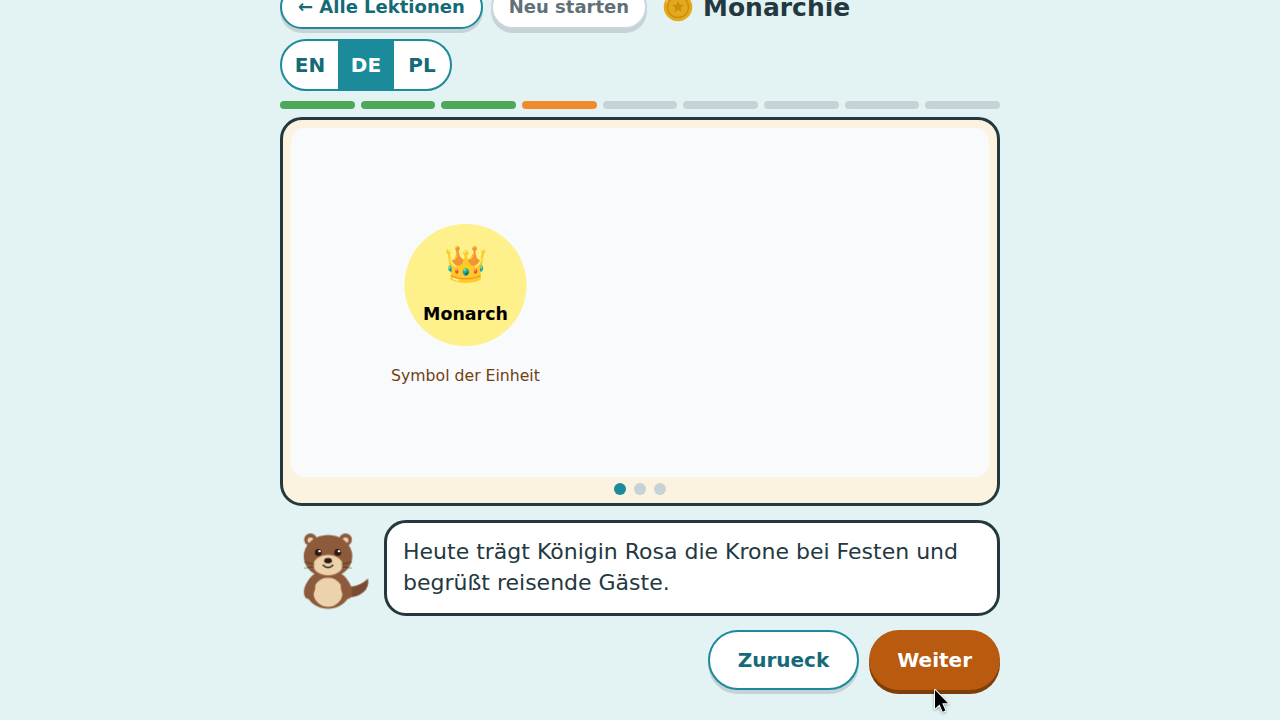 ← Alle Lektionen
Neu starten
Monarchie
EN DE PL
Monarch
Symbol der Einheit
Heute trägt Königin Rosa die Krone bei Festen und
begrüßt reisende Gäste.
Zurueck
Weiter